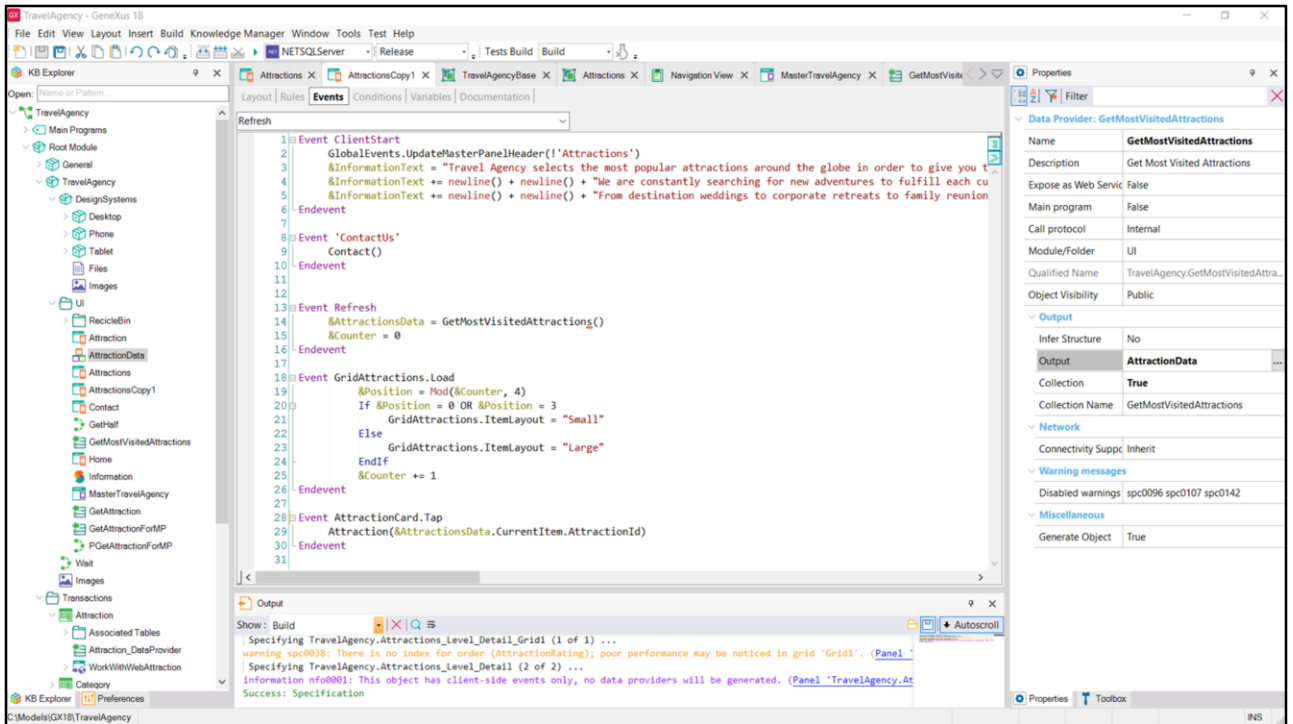 TravelAgency - GeneXus 18
File Edit View Layout Insert Build Knowledge Manager Window Tools Test Help
NETSQLServer Release Tests Build Build
KB Explorer
Open: Name or Pattern...
TravelAgency
Main Programs
Root Module
General
TravelAgency
DesignSystems
Desktop
Phone
Tablet
Files
Images
UI
RecicleBin
Attraction
AttractionData
Attractions
AttractionsCopy1
Contact
GetHalf
GetMostVisitedAttractions
Home
Information
MasterTravelAgency
GetAttraction
GetAttractionForMP
PGetAttractionForMP
Wait
Images
Transactions
Attraction
Associated Tables
Attraction_DataProvider
WorkWithWebAttraction
Category
KB Explorer Preferences
Attractions X AttractionsCopy1 X TravelAgencyBase X Attractions X Navigation View X MasterTravelAgency X GetMostVisite
Layout Rules Events Conditions Variables Documentation
Refresh
1 Event ClientStart
2 GlobalEvents.UpdateMasterPanelHeader(!'Attractions')
3 &InformationText = "Travel Agency selects the most popular attractions around the globe in order to give you t
4 &InformationText += newline() + newline() + "We are constantly searching for new adventures to fulfill each cu
5 &InformationText += newline() + newline() + "From destination weddings to corporate retreats to family reunion
6 Endevent
7
8 Event 'ContactUs'
9 Contact()
10 Endevent
11
12
13 Event Refresh
14 &AttractionsData = GetMostVisitedAttractions()
15 &Counter = 0
16 Endevent
17
18 Event GridAttractions.Load
19 &Position = Mod(&Counter, 4)
20 If &Position = 0 OR &Position = 3
21 GridAttractions.ItemLayout = "Small"
22 Else
23 GridAttractions.ItemLayout = "Large"
24 EndIf
25 &Counter += 1
26 Endevent
27
28 Event AttractionCard.Tap
29 Attraction(&AttractionsData.CurrentItem.AttractionId)
30 Endevent
31
Output
Show: Build Autoscroll
Specifying TravelAgency.Attractions_Level_Detail_Grid1 (1 of 1) ...
warning spc0038: There is no index for order (AttractionRating); poor performance may be noticed in grid 'Grid1'. (Panel '
Specifying TravelAgency.Attractions_Level_Detail (2 of 2) ...
information nfo0001: This object has client-side events only, no data providers will be generated. (Panel 'TravelAgency.At
Success: Specification
Properties
Filter
Data Provider: GetMostVisitedAttractions
Name GetMostVisitedAttractions
Description Get Most Visited Attractions
Expose as Web Servic False
Main program False
Call protocol Internal
Module/Folder UI
Qualified Name TravelAgency.GetMostVisitedAttra...
Object Visibility Public
Output
Infer Structure No
Output AttractionData ...
Collection True
Collection Name GetMostVisitedAttractions
Network
Connectivity Suppo Inherit
Warning messages
Disabled warnings spc0096 spc0107 spc0142
Miscellaneous
Generate Object True
Properties Toolbox
C:\Models\GX18\TravelAgency INS